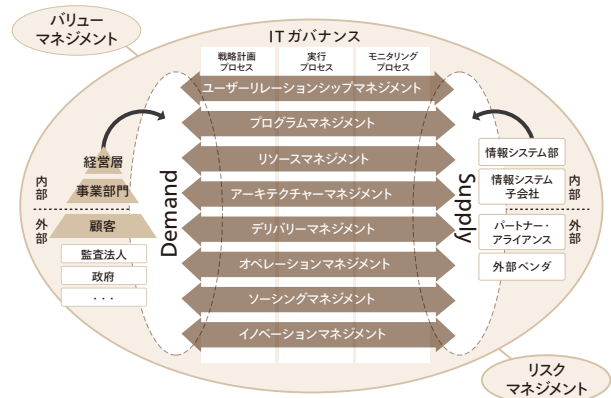 バリュー
マネジメント
ITガバナンス
戦略計画
プロセス
実行
プロセス
モニタリング
プロセス
ユーザーリレーションシップマネジメント
プログラムマネジメント
リソースマネジメント
アーキテクチャーマネジメント
デリバリーマネジメント
オペレーションマネジメント
ソーシングマネジメント
イノベーションマネジメント
Demand
Supply
内部
外部
経営層
事業部門
顧客
監査法人
政府
・・・
情報システム部
情報システム
子会社
パートナー・
アライアンス
外部ベンダ
内部
外部
リスク
マネジメント